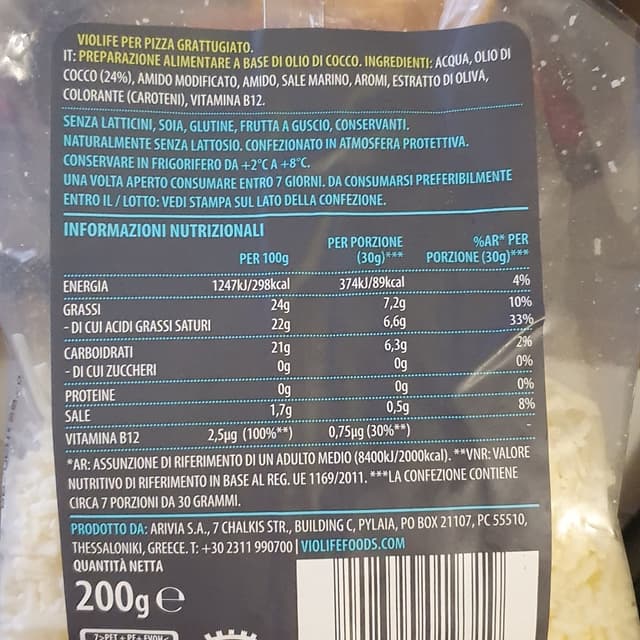 VIOLIFE PER PIZZA GRATTUGIATO.
IT: PREPARAZIONE ALIMENTARE A BASE DI OLIO DI COCCO. INGREDIENTI: ACQUA, OLIO DI
COCCO (24%), AMIDO MODIFICATO, AMIDO, SALE MARINO, AROMI, ESTRATTO DI OLIVA,
COLORANTE (CAROTENI), VITAMINA B12.
SENZA LATTICINI, SOIA, GLUTINE, FRUTTA A GUSCIO, CONSERVANTI.
NATURALMENTE SENZA LATTOSIO. CONFEZIONATO IN ATMOSFERA PROTETTIVA.
CONSERVARE IN FRIGORIFERO DA +2°C A +8°C.
UNA VOLTA APERTO CONSUMARE ENTRO 7 GIORNI. DA CONSUMARSI PREFERIBILMENTE
ENTRO IL / LOTTO: VEDI STAMPA SUL LATO DELLA CONFEZIONE.
INFORMAZIONI NUTRIZIONALI
PER 100g PER PORZIONE (30g)*** %AR* PER PORZIONE (30g)***
ENERGIA 1247kJ/298kcal 374kJ/89kcal 4%
GRASSI 24g 7,2g 10%
- DI CUI ACIDI GRASSI SATURI 22g 6,6g 33%
CARBOIDRATI 21g 6,3g 2%
- DI CUI ZUCCHERI 0g 0g 0%
PROTEINE 0g 0g 0%
SALE 1,7g 0,5g 8%
VITAMINA B12 2,5µg (100%**) 0,75µg (30%**) -
*AR: ASSUNZIONE DI RIFERIMENTO DI UN ADULTO MEDIO (8400kJ/2000kcal). **VNR: VALORE
NUTRITIVO DI RIFERIMENTO IN BASE AL REG. UE 1169/2011. ***LA CONFEZIONE CONTIENE
CIRCA 7 PORZIONI DA 30 GRAMMI.
PRODOTTO DA: ARIVIA S.A., 7 CHALKIS STR., BUILDING C, PYLAIA, PO BOX 21107, PC 55510,
THESSALONIKI, GREECE. T: +30 2311 990700 | VIOLIFEFOODS.COM
QUANTITÀ NETTA
200g e
7>PET + PE + EVOH<